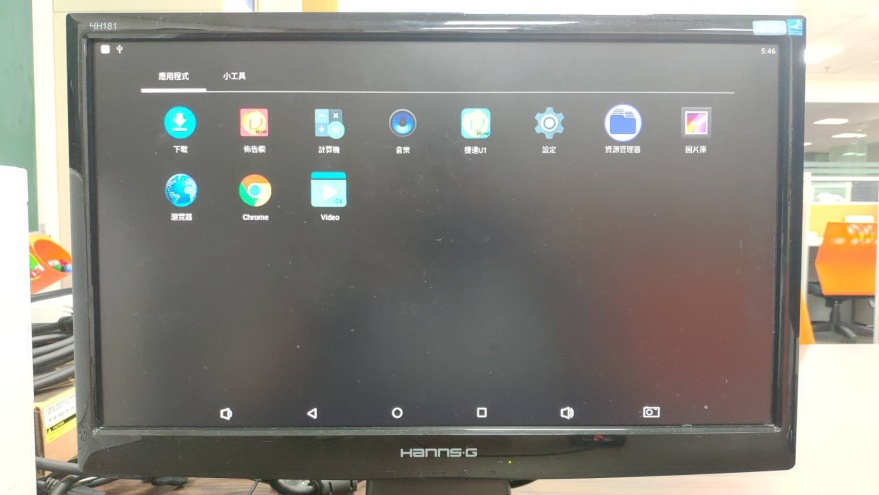 HH181
5:46
應用程式 小工具
下載 佈告欄 計算機 音樂 捷通U1 設定 資源管理器 圖片庫
瀏覽器 Chrome Video
HANNS·G